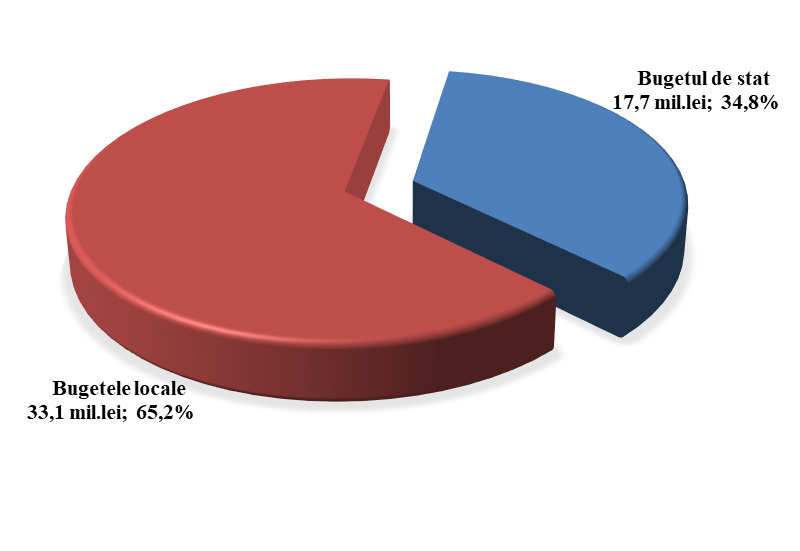 Bugetul de stat
17,7 mil.lei; 34,8%
Bugetele locale
33,1 mil.lei; 65,2%